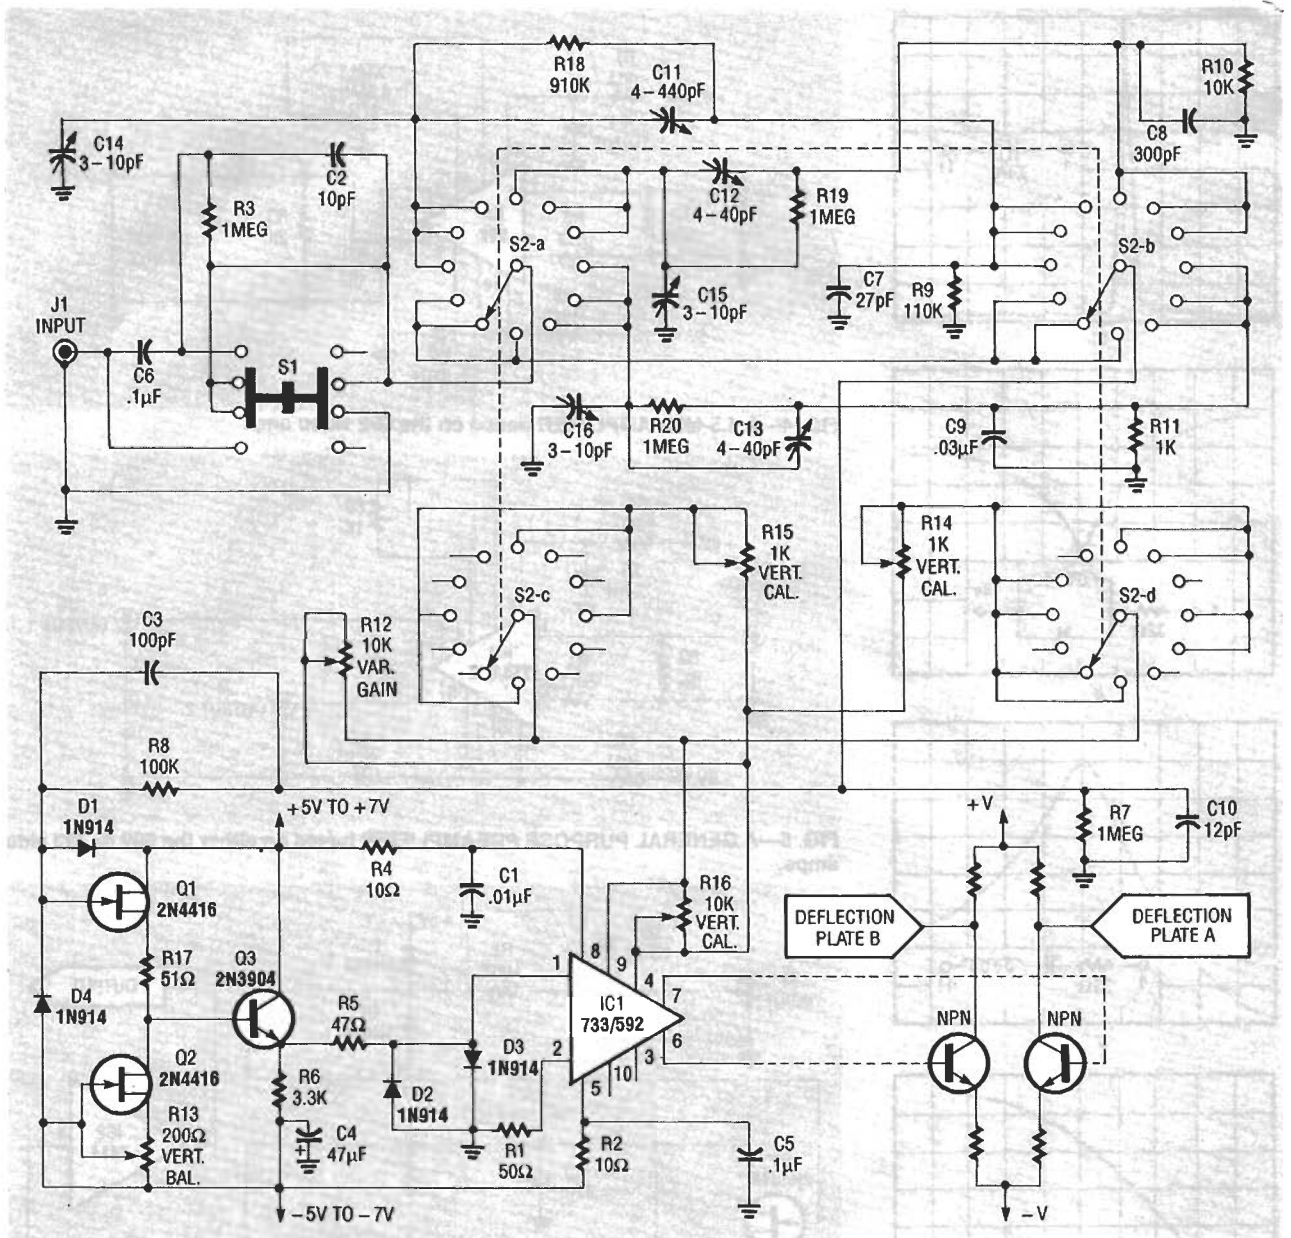 R18
910K
C11
4–440pF
R10
10K
C14
3–10pF
C8
300pF
C2
10pF
R3
1MEG
C12
4–40pF
R19
1MEG
S2-a
S2-b
C7
27pF
R9
110K
C15
3–10pF
J1
INPUT
C6
.1µF
S1
C16
3–10pF
R20
1MEG
C13
4–40pF
C9
.03µF
R11
1K
R15
1K
VERT.
CAL.
R14
1K
VERT.
CAL.
S2-c
S2-d
C3
100pF
R12
10K
VAR.
GAIN
R8
100K
+5V TO +7V
D1
1N914
+V
R7
1MEG
C10
12pF
R4
10Ω
C1
.01µF
Q1
2N4416
R16
10K
VERT.
CAL.
DEFLECTION
PLATE B
DEFLECTION
PLATE A
R17
51Ω
Q3
2N3904
8
9
1
4
7
IC1
733/592
D4
1N914
R5
47Ω
NPN
NPN
6
2
3
10
5
D3
1N914
Q2
2N4416
R6
3.3K
D2
1N914
R13
200Ω
VERT.
BAL.
C4
47µF
+
R1
50Ω
R2
10Ω
C5
.1µF
–5V TO –7V
–V